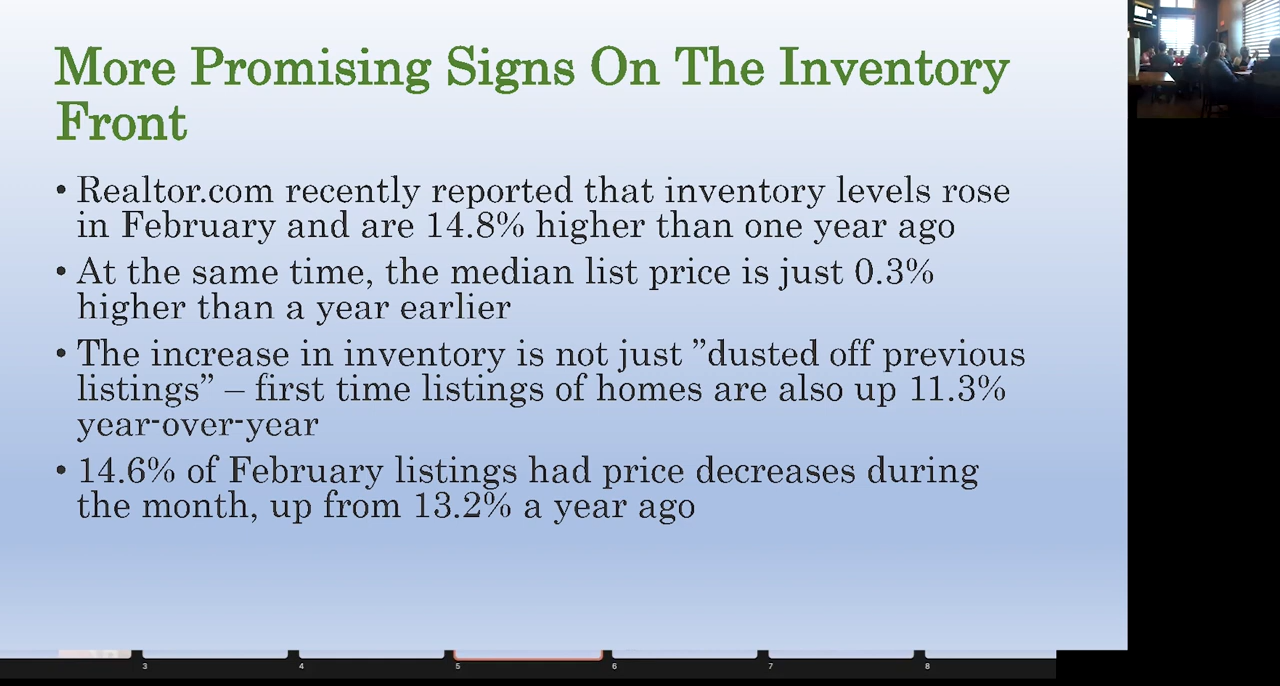 More Promising Signs On The Inventory
Front
• Realtor.com recently reported that inventory levels rose
in February and are 14.8% higher than one year ago
• At the same time, the median list price is just 0.3%
higher than a year earlier
• The increase in inventory is not just ”dusted off previous
listings” – first time listings of homes are also up 11.3%
year-over-year
• 14.6% of February listings had price decreases during
the month, up from 13.2% a year ago
3 4 5 6 7 8